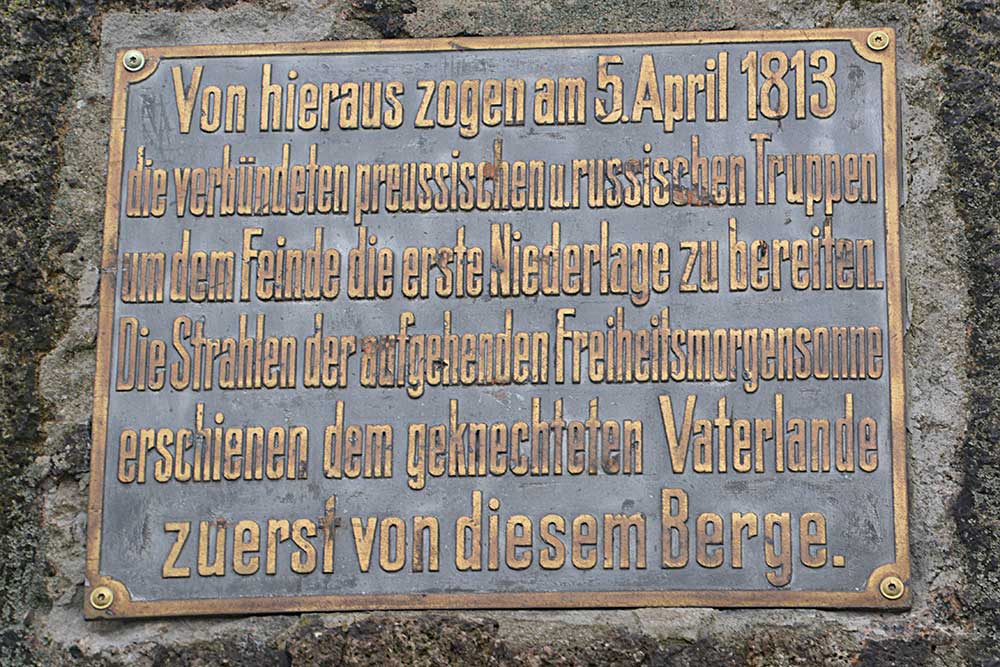 Von hieraus zogen am 5. April 1813
die verbündeten preussischen u. russischen Truppen
um dem Feinde die erste Niederlage zu bereiten.
Die Strahlen der aufgehenden Freiheitsmorgensonne
erschienen dem geknechteten Vaterlande
zuerst von diesem Berge.